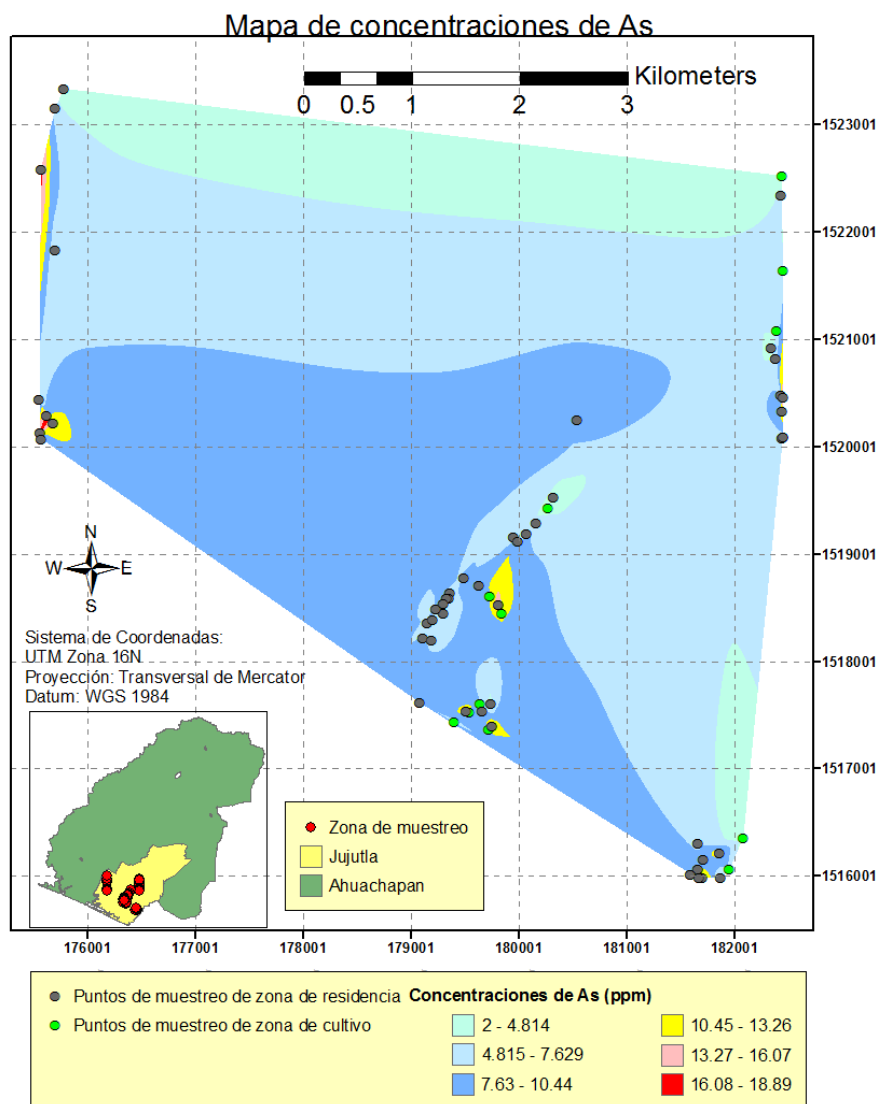 Mapa de concentraciones de As
Kilometers
0 0.5 1 2 3
1523001
1522001
1521001
1520001
1519001
1518001
1517001
1516001
N
W E
S
Sistema de Coordenadas:
UTM Zona 16N
Proyección: Transversal de Mercator
Datum: WGS 1984
Zona de muestreo
Jujutla
Ahuachapan
176001 177001 178001 179001 180001 181001 182001
Puntos de muestreo de zona de residencia
Puntos de muestreo de zona de cultivo
Concentraciones de As (ppm)
2 - 4.814
4.815 - 7.629
7.63 - 10.44
10.45 - 13.26
13.27 - 16.07
16.08 - 18.89